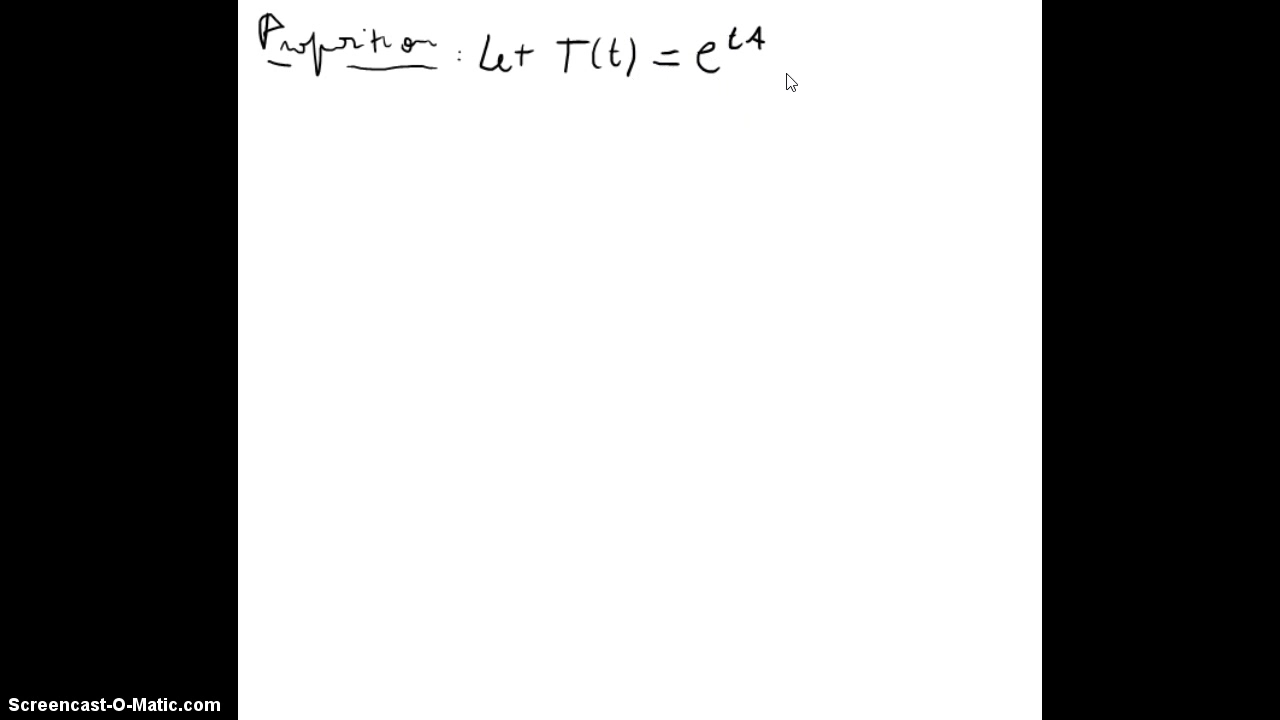 Proposition : Let T(t) = e^{tA}
Screencast-O-Matic.com